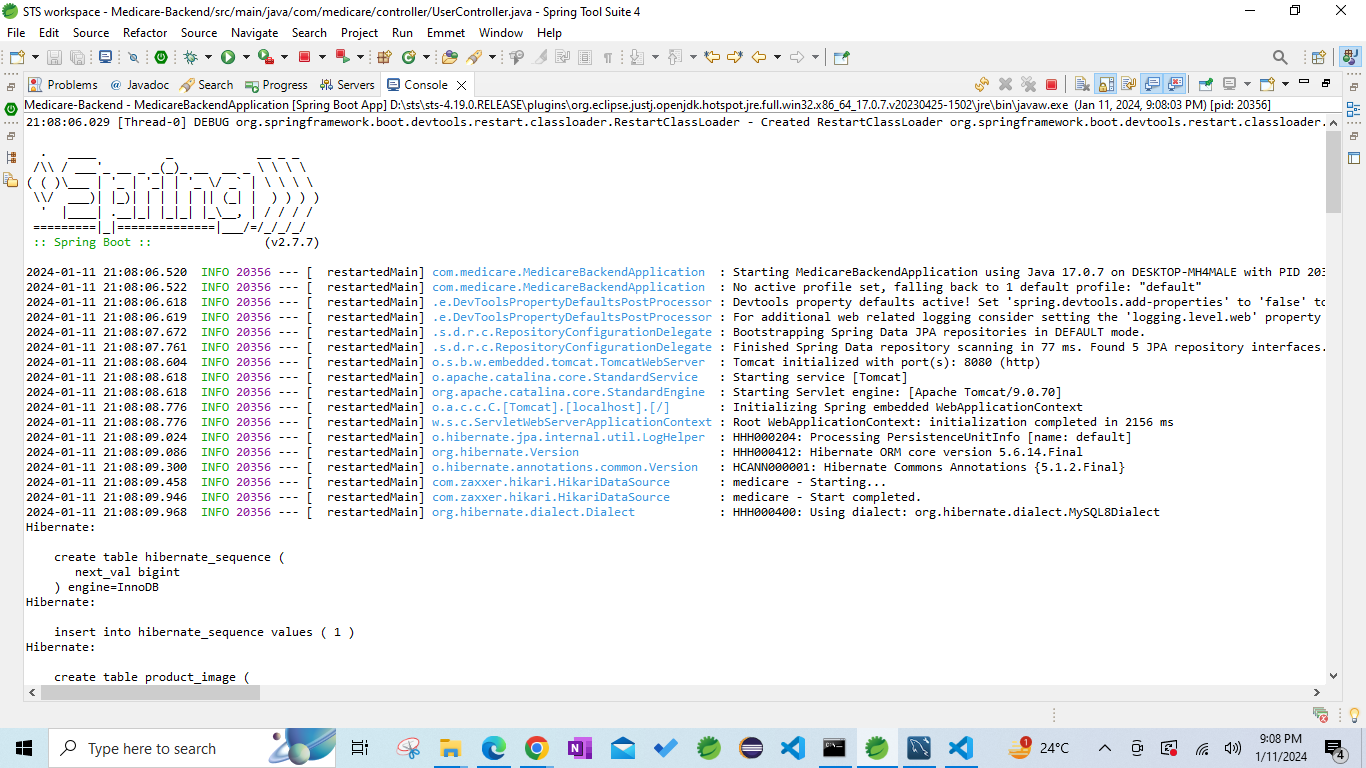 STS workspace - Medicare-Backend/src/main/java/com/medicare/controller/UserController.java - Spring Tool Suite 4
File Edit Source Refactor Source Navigate Search Project Run Emmet Window Help
Problems @ Javadoc Search Progress Servers Console
Medicare-Backend - MedicareBackendApplication [Spring Boot App] D:\sts\sts-4.19.0.RELEASE\plugins\org.eclipse.justj.openjdk.hotspot.jre.full.win32.x86_64_17.0.7.v20230425-1502\jre\bin\javaw.exe (Jan 11, 2024, 9:08:03 PM) [pid: 20356]
21:08:06.029 [Thread-0] DEBUG org.springframework.boot.devtools.restart.classloader.RestartClassLoader - Created RestartClassLoader org.springframework.boot.devtools.restart.classloader.
  .   ____          _            __ _ _
 /\\ / ___'_ __ _ _(_)_ __  __ _ \ \ \ \
( ( )\___ | '_ | '_| | '_ \/ _` | \ \ \ \
 \\/  ___)| |_)| | | | | || (_| |  ) ) ) )
  '  |____| .__|_| |_|_| |_\__, | / / / /
 =========|_|==============|___/=/_/_/_/
 :: Spring Boot ::                (v2.7.7)
2024-01-11 21:08:06.520  INFO 20356 --- [  restartedMain] com.medicare.MedicareBackendApplication  : Starting MedicareBackendApplication using Java 17.0.7 on DESKTOP-MH4MALE with PID 203
2024-01-11 21:08:06.522  INFO 20356 --- [  restartedMain] com.medicare.MedicareBackendApplication  : No active profile set, falling back to 1 default profile: "default"
2024-01-11 21:08:06.618  INFO 20356 --- [  restartedMain] .e.DevToolsPropertyDefaultsPostProcessor : Devtools property defaults active! Set 'spring.devtools.add-properties' to 'false' to
2024-01-11 21:08:06.619  INFO 20356 --- [  restartedMain] .e.DevToolsPropertyDefaultsPostProcessor : For additional web related logging consider setting the 'logging.level.web' property
2024-01-11 21:08:07.672  INFO 20356 --- [  restartedMain] .s.d.r.c.RepositoryConfigurationDelegate : Bootstrapping Spring Data JPA repositories in DEFAULT mode.
2024-01-11 21:08:07.761  INFO 20356 --- [  restartedMain] .s.d.r.c.RepositoryConfigurationDelegate : Finished Spring Data repository scanning in 77 ms. Found 5 JPA repository interfaces.
2024-01-11 21:08:08.604  INFO 20356 --- [  restartedMain] o.s.b.w.embedded.tomcat.TomcatWebServer  : Tomcat initialized with port(s): 8080 (http)
2024-01-11 21:08:08.618  INFO 20356 --- [  restartedMain] o.apache.catalina.core.StandardService   : Starting service [Tomcat]
2024-01-11 21:08:08.618  INFO 20356 --- [  restartedMain] org.apache.catalina.core.StandardEngine  : Starting Servlet engine: [Apache Tomcat/9.0.70]
2024-01-11 21:08:08.776  INFO 20356 --- [  restartedMain] o.a.c.c.C.[Tomcat].[localhost].[/]       : Initializing Spring embedded WebApplicationContext
2024-01-11 21:08:08.776  INFO 20356 --- [  restartedMain] w.s.c.ServletWebServerApplicationContext : Root WebApplicationContext: initialization completed in 2156 ms
2024-01-11 21:08:09.024  INFO 20356 --- [  restartedMain] o.hibernate.jpa.internal.util.LogHelper  : HHH000204: Processing PersistenceUnitInfo [name: default]
2024-01-11 21:08:09.086  INFO 20356 --- [  restartedMain] org.hibernate.Version                    : HHH000412: Hibernate ORM core version 5.6.14.Final
2024-01-11 21:08:09.300  INFO 20356 --- [  restartedMain] o.hibernate.annotations.common.Version   : HCANN000001: Hibernate Commons Annotations {5.1.2.Final}
2024-01-11 21:08:09.458  INFO 20356 --- [  restartedMain] com.zaxxer.hikari.HikariDataSource       : medicare - Starting...
2024-01-11 21:08:09.946  INFO 20356 --- [  restartedMain] com.zaxxer.hikari.HikariDataSource       : medicare - Start completed.
2024-01-11 21:08:09.968  INFO 20356 --- [  restartedMain] org.hibernate.dialect.Dialect            : HHH000400: Using dialect: org.hibernate.dialect.MySQL8Dialect
Hibernate:
    create table hibernate_sequence (
       next_val bigint
    ) engine=InnoDB
Hibernate:
    insert into hibernate_sequence values ( 1 )
Hibernate:
    create table product_image (
Type here to search
1
24°C
9:08 PM
1/11/2024
4